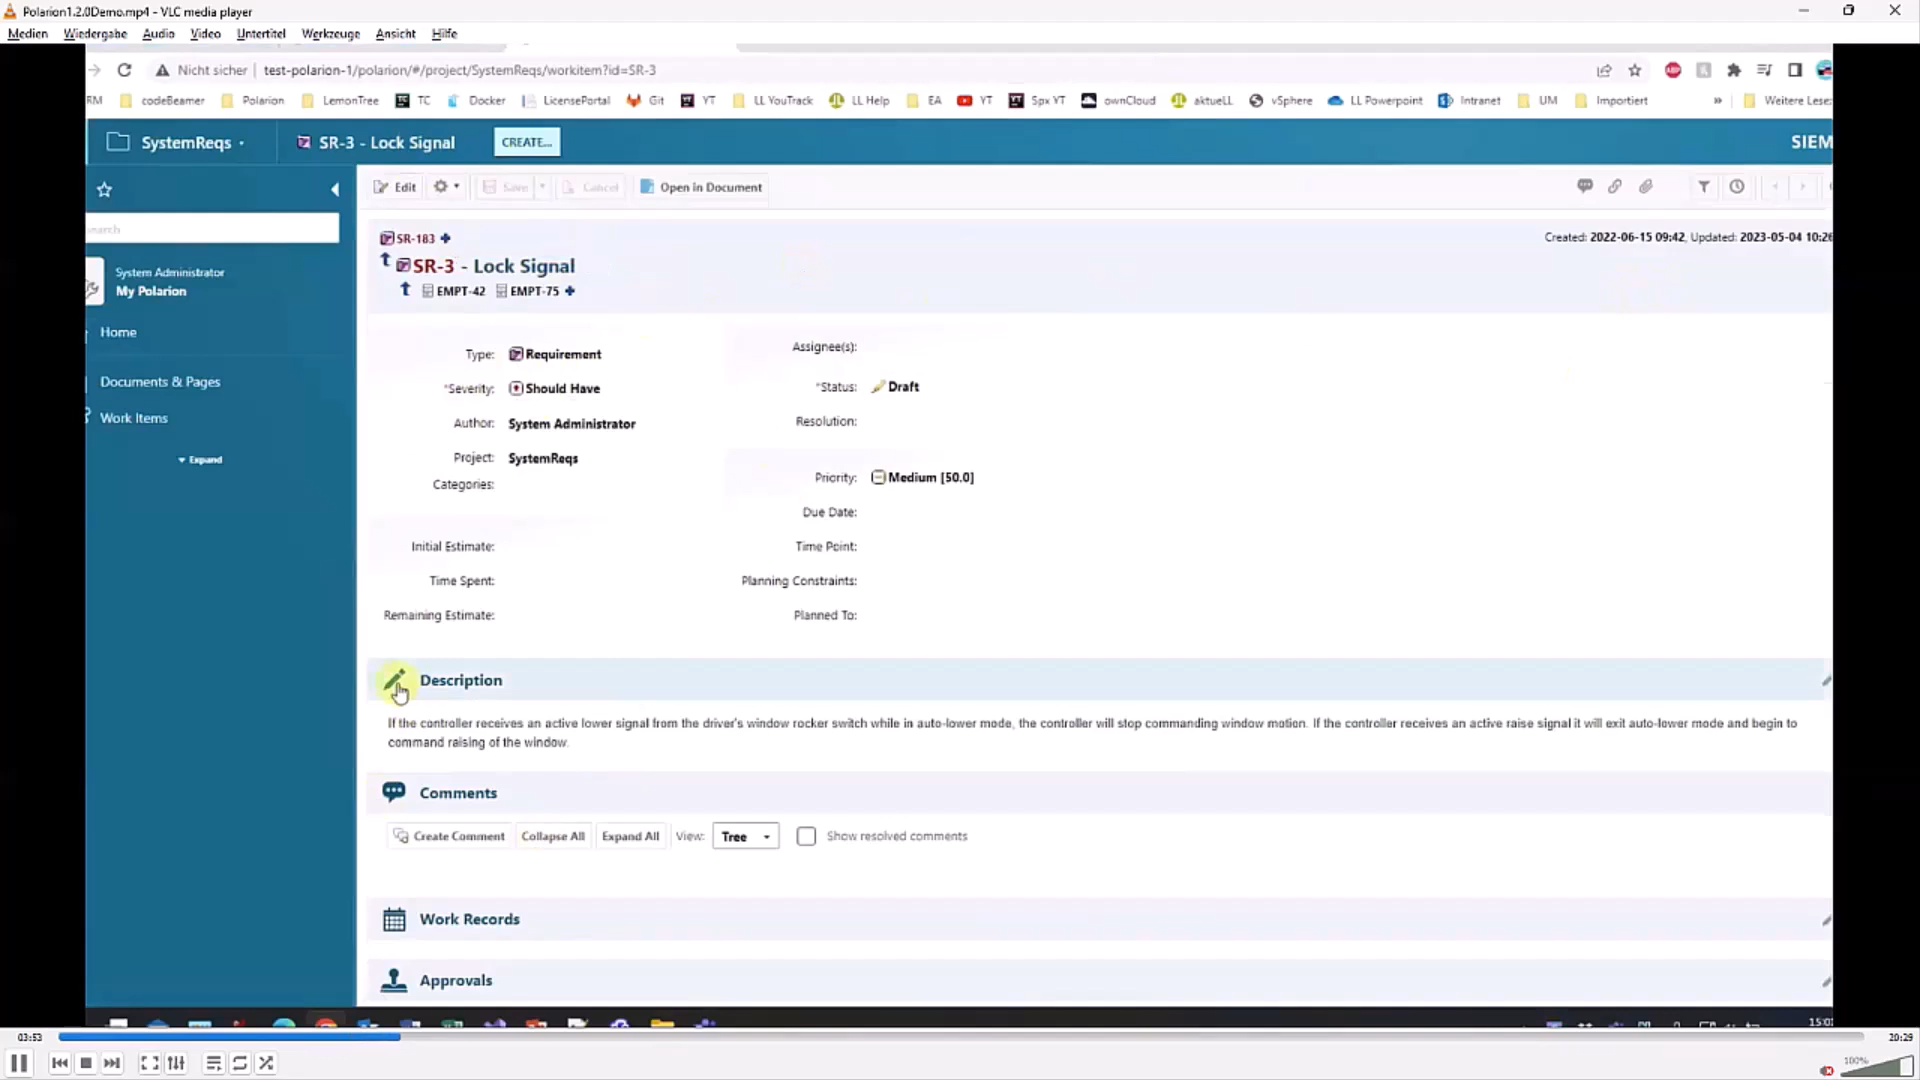 Polarion1.2.0Demo.mp4 - VLC media player
Medien Wiedergabe Audio Video Untertitel Werkzeuge Ansicht Hilfe
Nicht sicher | test-polarion-1/polarion/#/project/SystemReqs/workitem?id=SR-3
RM codeBeamer Polarion LemonTree TC Docker LicensePortal Git YT LL YouTrack LL Help EA YT Spx YT ownCloud aktueLL vSphere LL Powerpoint Intranet UM Importiert » Weitere Lese
SystemReqs SR-3 - Lock Signal CREATE... SIEM
Edit Save Cancel Open in Document
earch
SR-183
Created: 2022-06-15 09:42, Updated: 2023-05-04 10:26
SR-3 - Lock Signal
EMPT-42 EMPT-75
System Administrator
My Polarion
Home
Documents & Pages
Work Items
Expand
Type: Requirement
*Severity: Should Have
Author: System Administrator
Project: SystemReqs
Categories:
Initial Estimate:
Time Spent:
Remaining Estimate:
Assignee(s):
*Status: Draft
Resolution:
Priority: Medium [50.0]
Due Date:
Time Point:
Planning Constraints:
Planned To:
Description
If the controller receives an active lower signal from the driver's window rocker switch while in auto-lower mode, the controller will stop commanding window motion. If the controller receives an active raise signal it will exit auto-lower mode and begin to
command raising of the window.
Comments
Create Comment Collapse All Expand All View: Tree Show resolved comments
Work Records
Approvals
15:0
03:53
20:29
100%